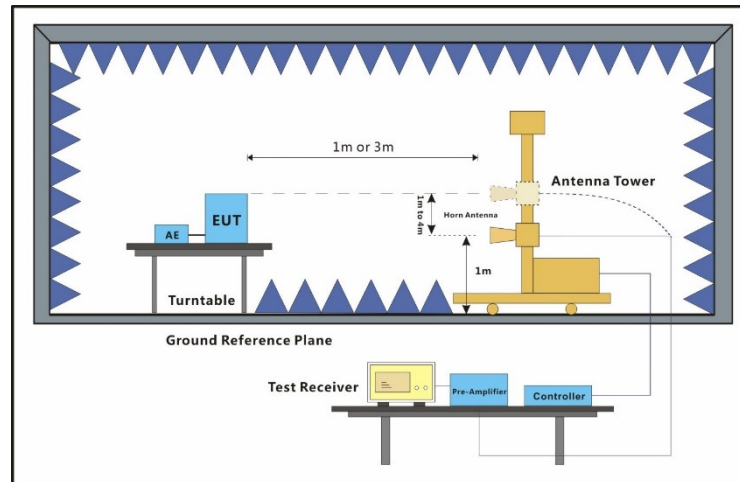 1m or 3m
Antenna Tower
1m to 4m
Horn Antenna
EUT
AE
1m
Turntable
Ground Reference Plane
Test Receiver
Pre-Amplifier
Controller